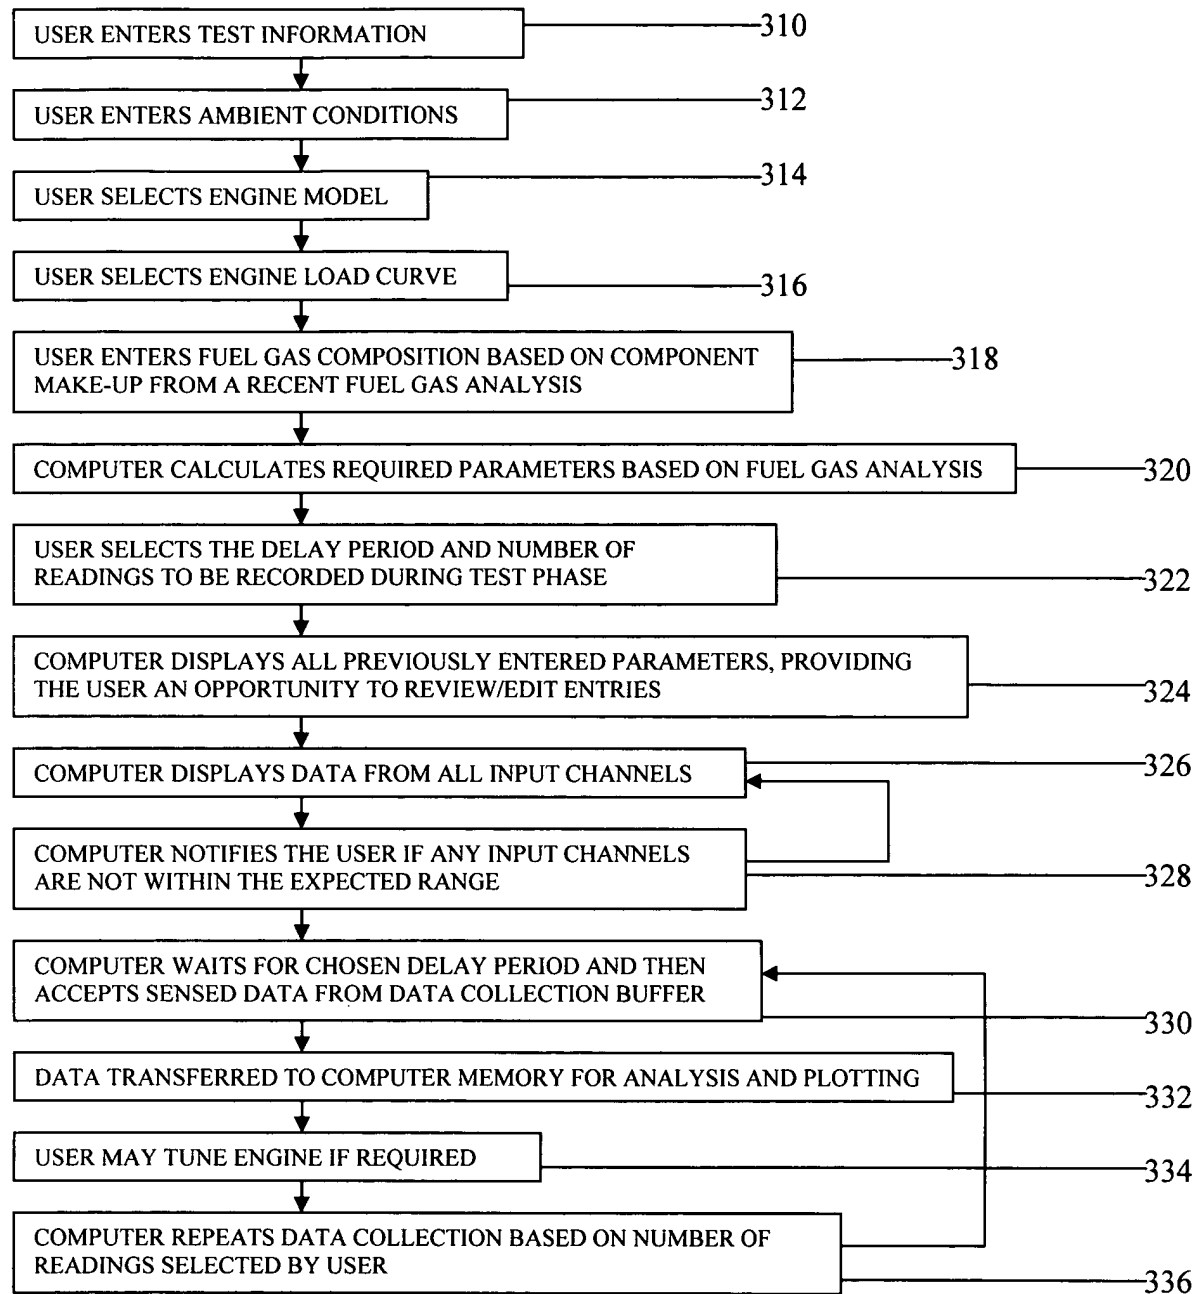 USER ENTERS TEST INFORMATION
310
USER ENTERS AMBIENT CONDITIONS
312
USER SELECTS ENGINE MODEL
314
USER SELECTS ENGINE LOAD CURVE
316
USER ENTERS FUEL GAS COMPOSITION BASED ON COMPONENT
MAKE-UP FROM A RECENT FUEL GAS ANALYSIS
318
COMPUTER CALCULATES REQUIRED PARAMETERS BASED ON FUEL GAS ANALYSIS
320
USER SELECTS THE DELAY PERIOD AND NUMBER OF
READINGS TO BE RECORDED DURING TEST PHASE
322
COMPUTER DISPLAYS ALL PREVIOUSLY ENTERED PARAMETERS, PROVIDING
THE USER AN OPPORTUNITY TO REVIEW/EDIT ENTRIES
324
COMPUTER DISPLAYS DATA FROM ALL INPUT CHANNELS
326
COMPUTER NOTIFIES THE USER IF ANY INPUT CHANNELS
ARE NOT WITHIN THE EXPECTED RANGE
328
COMPUTER WAITS FOR CHOSEN DELAY PERIOD AND THEN
ACCEPTS SENSED DATA FROM DATA COLLECTION BUFFER
330
DATA TRANSFERRED TO COMPUTER MEMORY FOR ANALYSIS AND PLOTTING
332
USER MAY TUNE ENGINE IF REQUIRED
334
COMPUTER REPEATS DATA COLLECTION BASED ON NUMBER OF
READINGS SELECTED BY USER
336